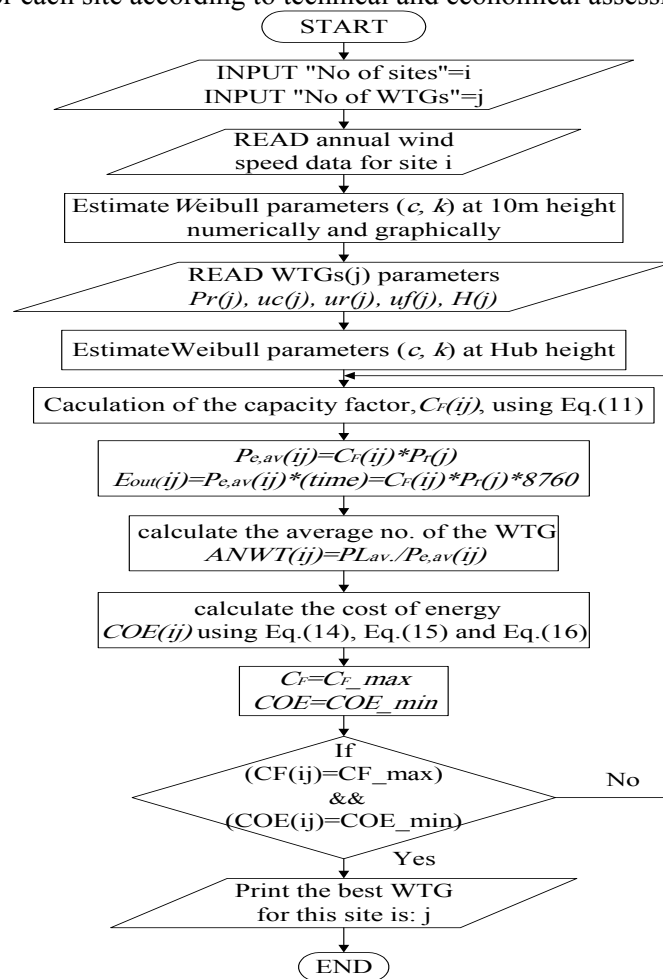 or each site according to technical and economical assess
START
INPUT "No of sites"=i
INPUT "No of WTGs"=j
READ annual wind
speed data for site i
Estimate Weibull parameters (c, k) at 10m height
numerically and graphically
READ WTGs(j) parameters
Pr(j), uc(j), ur(j), uf(j), H(j)
EstimateWeibull parameters (c, k) at Hub height
Caculation of the capacity factor,CF(ij), using Eq.(11)
Pe,av(ij)=CF(ij)*Pr(j)
Eout(ij)=Pe,av(ij)*(time)=CF(ij)*Pr(j)*8760
calculate the average no. of the WTG
ANWT(ij)=PLav./Pe,av(ij)
calculate the cost of energy
COE(ij) using Eq.(14), Eq.(15) and Eq.(16)
CF=CF_max
COE=COE_min
If
(CF(ij)=CF_max)
&&
(COE(ij)=COE_min)
No
Yes
Print the best WTG
for this site is: j
END